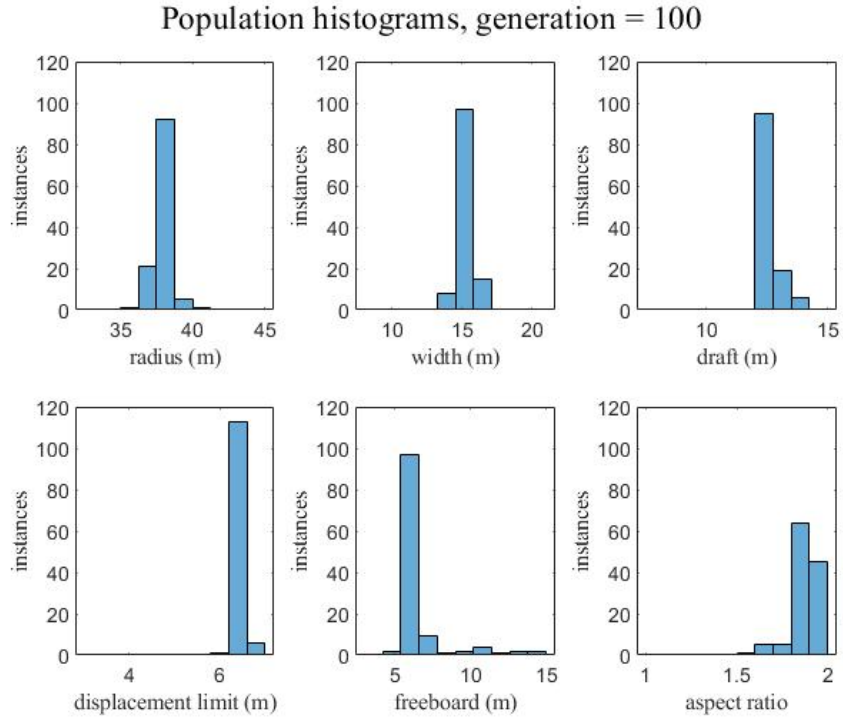 Population histograms, generation = 100
120
100
80
60
40
20
0
instances
35 40 45
radius (m)
120
100
80
60
40
20
0
instances
10 15 20
width (m)
120
100
80
60
40
20
0
instances
10 15
draft (m)
120
100
80
60
40
20
0
instances
4 6
displacement limit (m)
120
100
80
60
40
20
0
instances
5 10 15
freeboard (m)
120
100
80
60
40
20
0
instances
1 1.5 2
aspect ratio